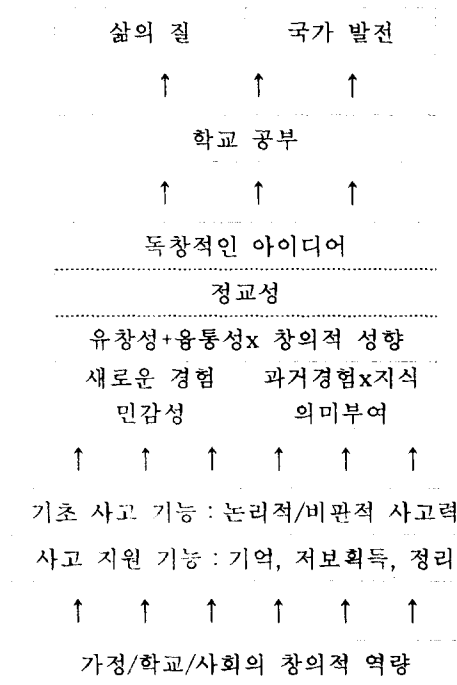 삶의 질 국가 발전
↑ ↑ ↑
학교 공부
↑ ↑ ↑
독창적인 아이디어
정교성
유창성+융통성x 창의적 성향
새로운 경험 과거경험x지식
민감성 의미부여
↑ ↑ ↑ ↑ ↑ ↑
기초 사고 기능 : 논리적/비판적 사고력
사고 지원 기능 : 기억, 저보획득, 정리
↑ ↑ ↑ ↑ ↑ ↑
가정/학교/사회의 창의적 역량